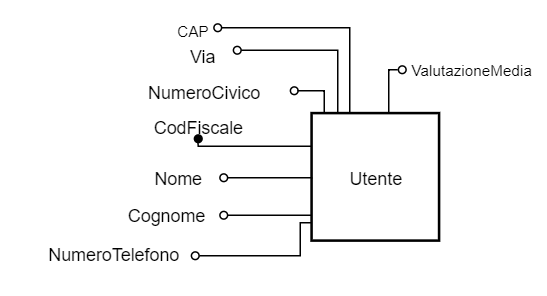 CAP
Via
ValutazioneMedia
NumeroCivico
CodFiscale
Nome
Utente
Cognome
NumeroTelefono